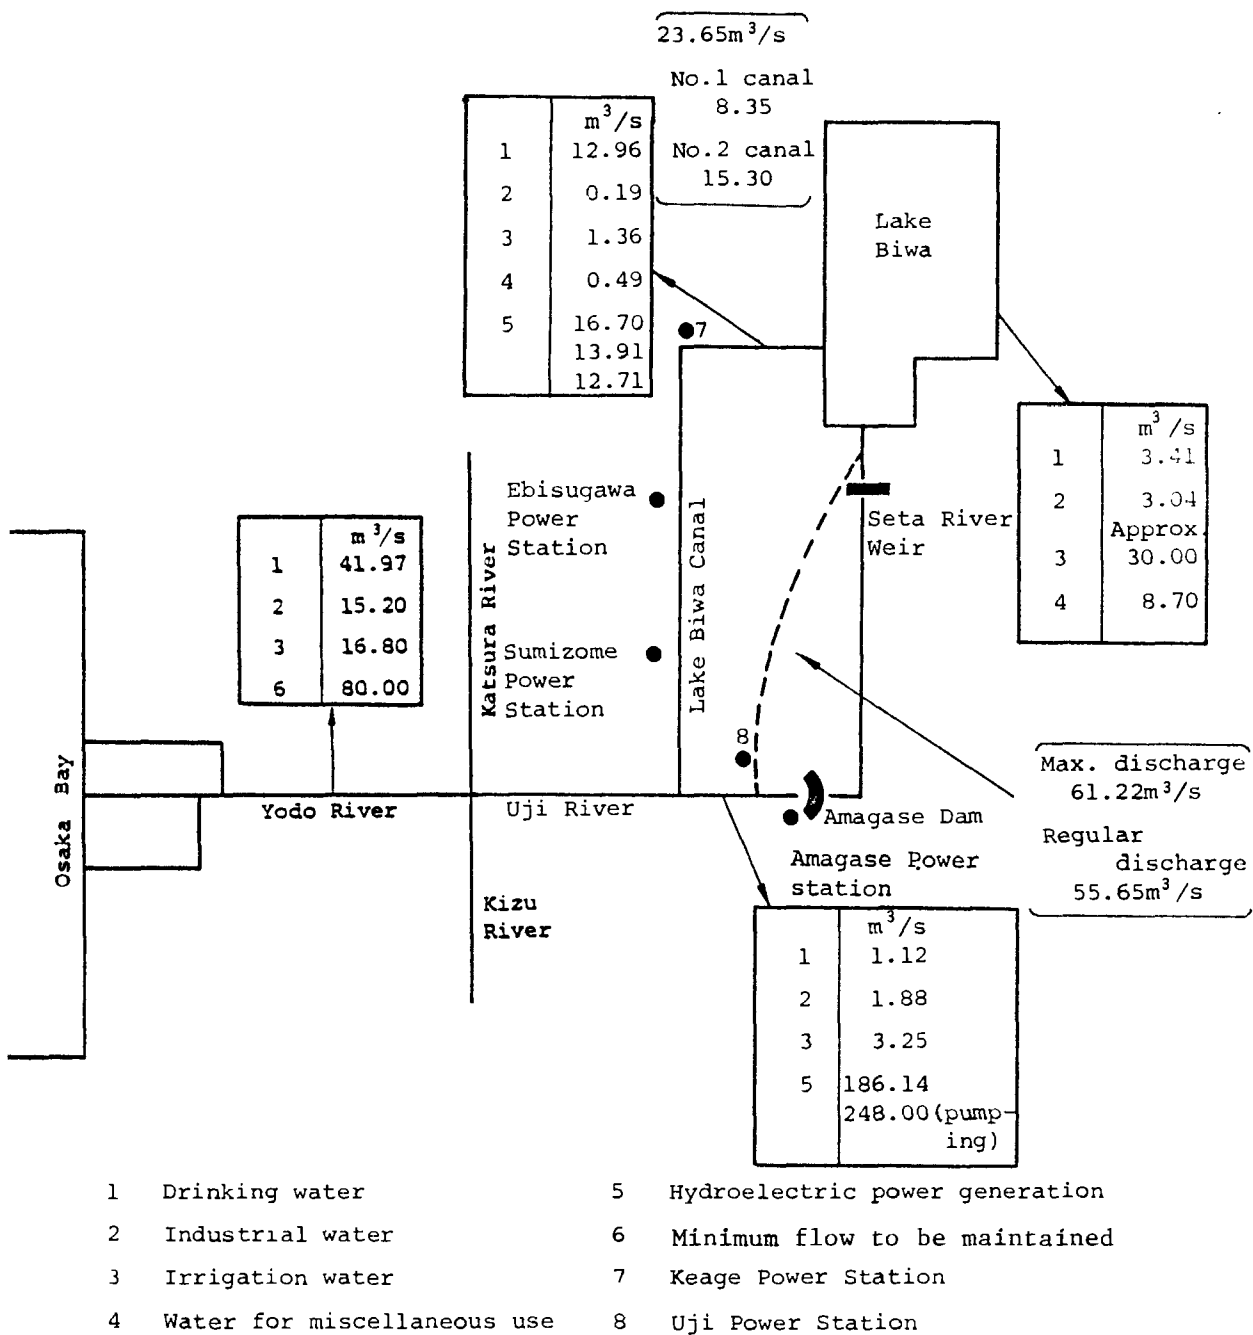 23.65m³/s
No.1 canal
8.35
No.2 canal
15.30
m³/s
1 12.96
2 0.19
3 1.36
4 0.49
5 16.70
13.91
12.71
7
Lake
Biwa
m³/s
1 3.41
2 3.04
Approx.
3 30.00
4 8.70
Ebisugawa
Power
Station
Seta River
Weir
m³/s
1 41.97
2 15.20
3 16.80
6 80.00
Katsura River
Lake Biwa Canal
Sumizome
Power
Station
8
Max. discharge
61.22m³/s
Regular
discharge
55.65m³/s
Osaka Bay
Yodo River
Uji River
Amagase Dam
Amagase Power
station
Kizu
River
m³/s
1 1.12
2 1.88
3 3.25
5 186.14
248.00(pump-
ing)
1 Drinking water
2 Industrial water
3 Irrigation water
4 Water for miscellaneous use
5 Hydroelectric power generation
6 Minimum flow to be maintained
7 Keage Power Station
8 Uji Power Station